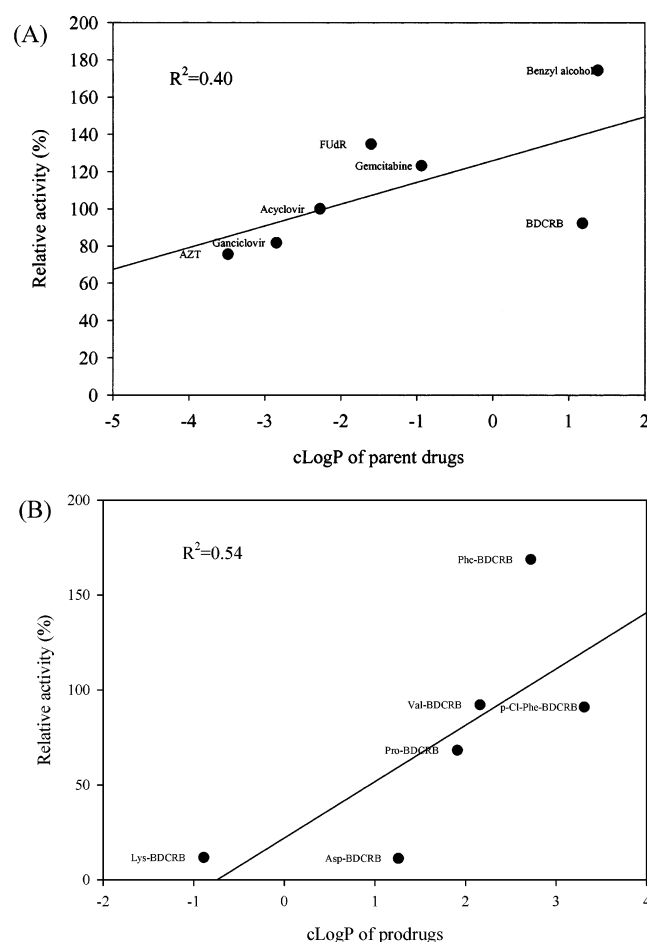 (A)
200
180
160
140
120
100
80
60
40
20
0
Relative activity (%)
R²=0.40
Benzyl alcohol
FUdR
Gemcitabine
Acyclovir
BDCRB
Ganciclovir
AZT
-5 -4 -3 -2 -1 0 1 2
cLogP of parent drugs
(B)
200
150
100
50
0
Relative activity (%)
R²=0.54
Phe-BDCRB
Val-BDCRB
p-Cl-Phe-BDCRB
Pro-BDCRB
Lys-BDCRB
Asp-BDCRB
-2 -1 0 1 2 3 4
cLogP of prodrugs